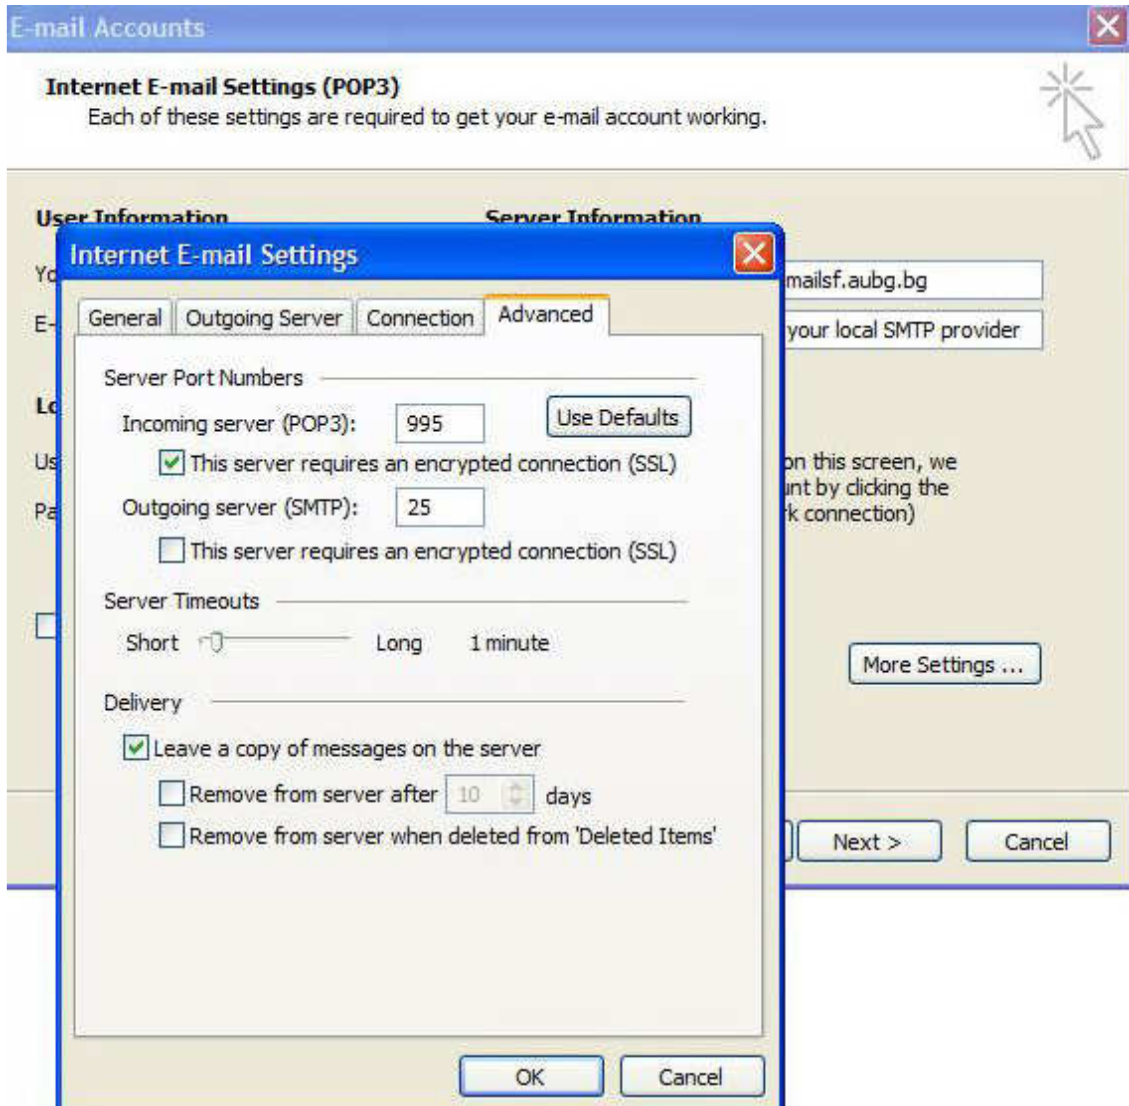 E-mail Accounts
Internet E-mail Settings (POP3)
Each of these settings are required to get your e-mail account working.
User Information
Server Information
Internet E-mail Settings
Yo
mailsf.aubg.bg
E-
your local SMTP provider
General
Outgoing Server
Connection
Advanced
Server Port Numbers
Lo
Incoming server (POP3): 995
Use Defaults
Us
This server requires an encrypted connection (SSL)
on this screen, we
unt by clicking the
Pa
Outgoing server (SMTP): 25
k connection)
This server requires an encrypted connection (SSL)
Server Timeouts
Short
Long
1 minute
More Settings ...
Delivery
Leave a copy of messages on the server
Remove from server after 10 days
Remove from server when deleted from 'Deleted Items'
Next >
Cancel
OK
Cancel